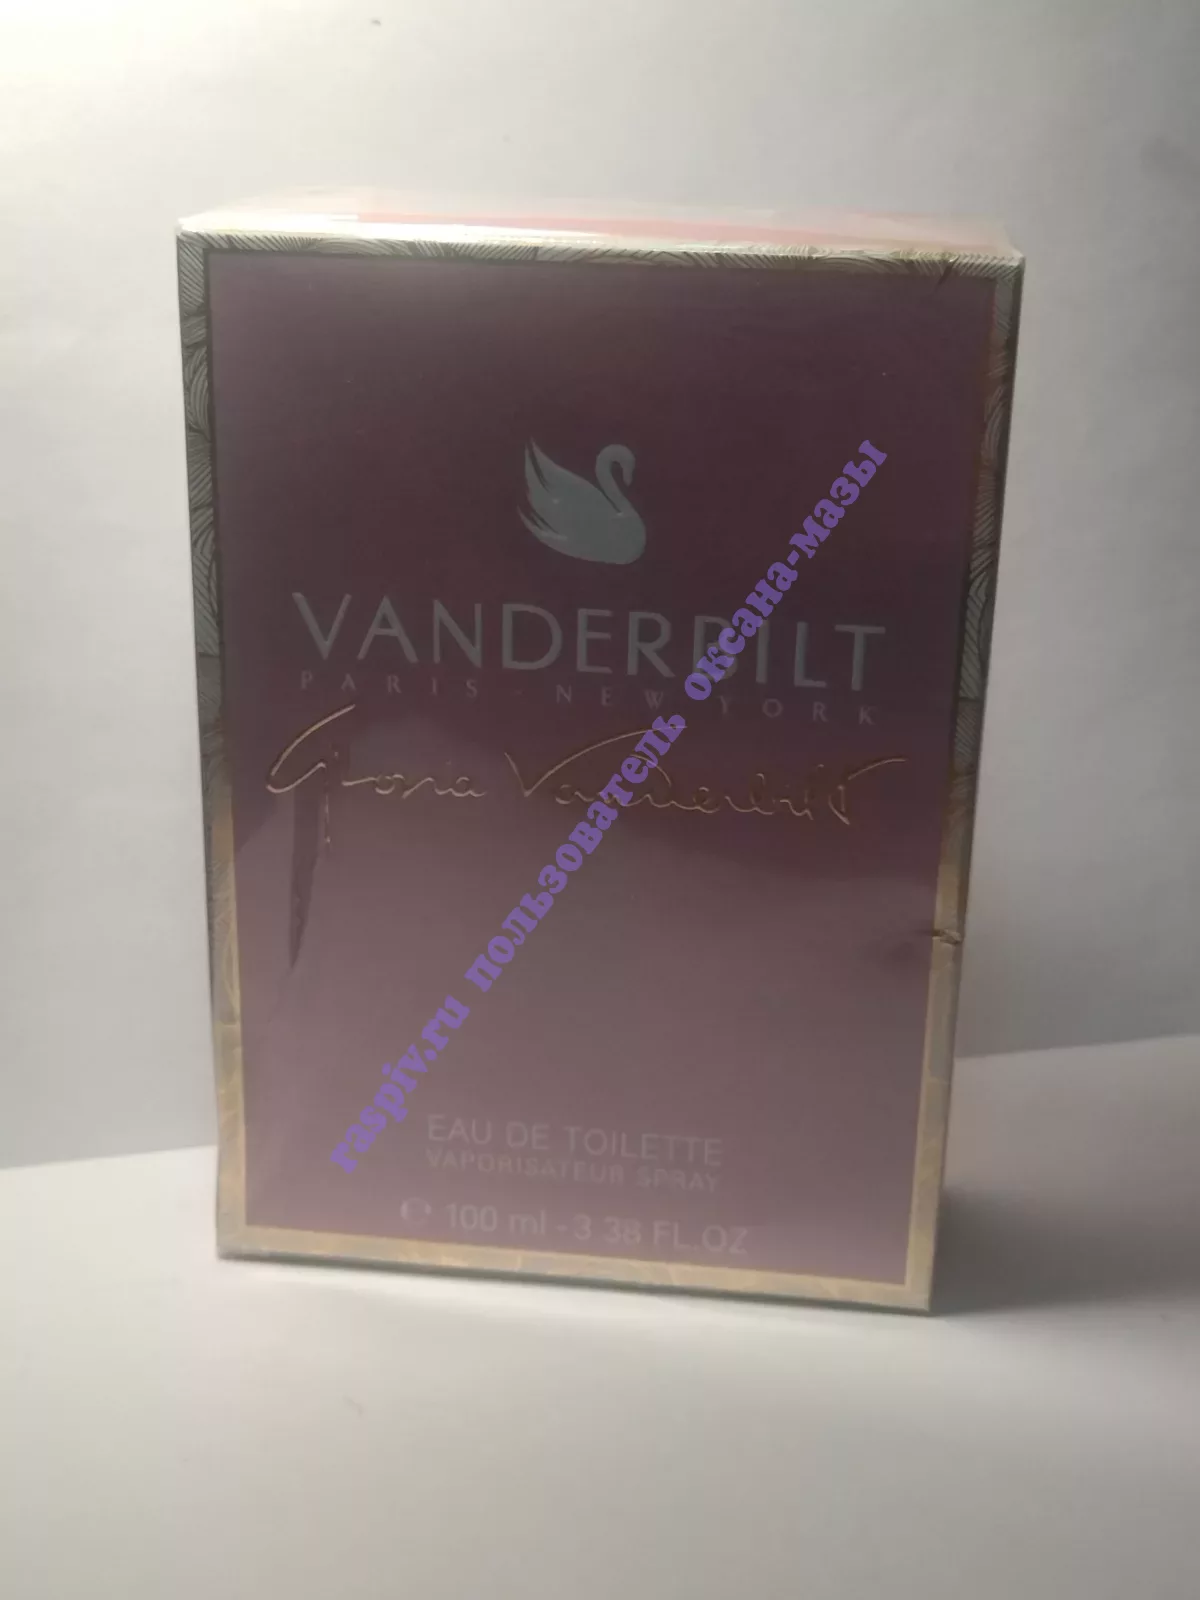 VANDERBILT
PARIS - NEW YORK
Gloria Vanderbilt
raspiv.ru пользователь оксана-мазы
EAU DE TOILETTE
VAPORISATEUR SPRAY
℮ 100 ml - 3.38 FL.OZ